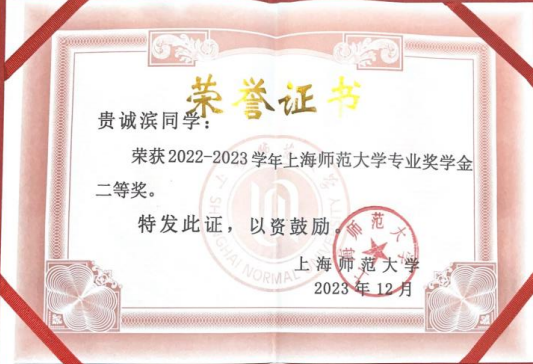 荣誉证书
贵诚滨同学：
荣获2022-2023学年上海师范大学专业奖学金
二等奖。
特发此证，以资鼓励。
上海师范大学
2023年12月